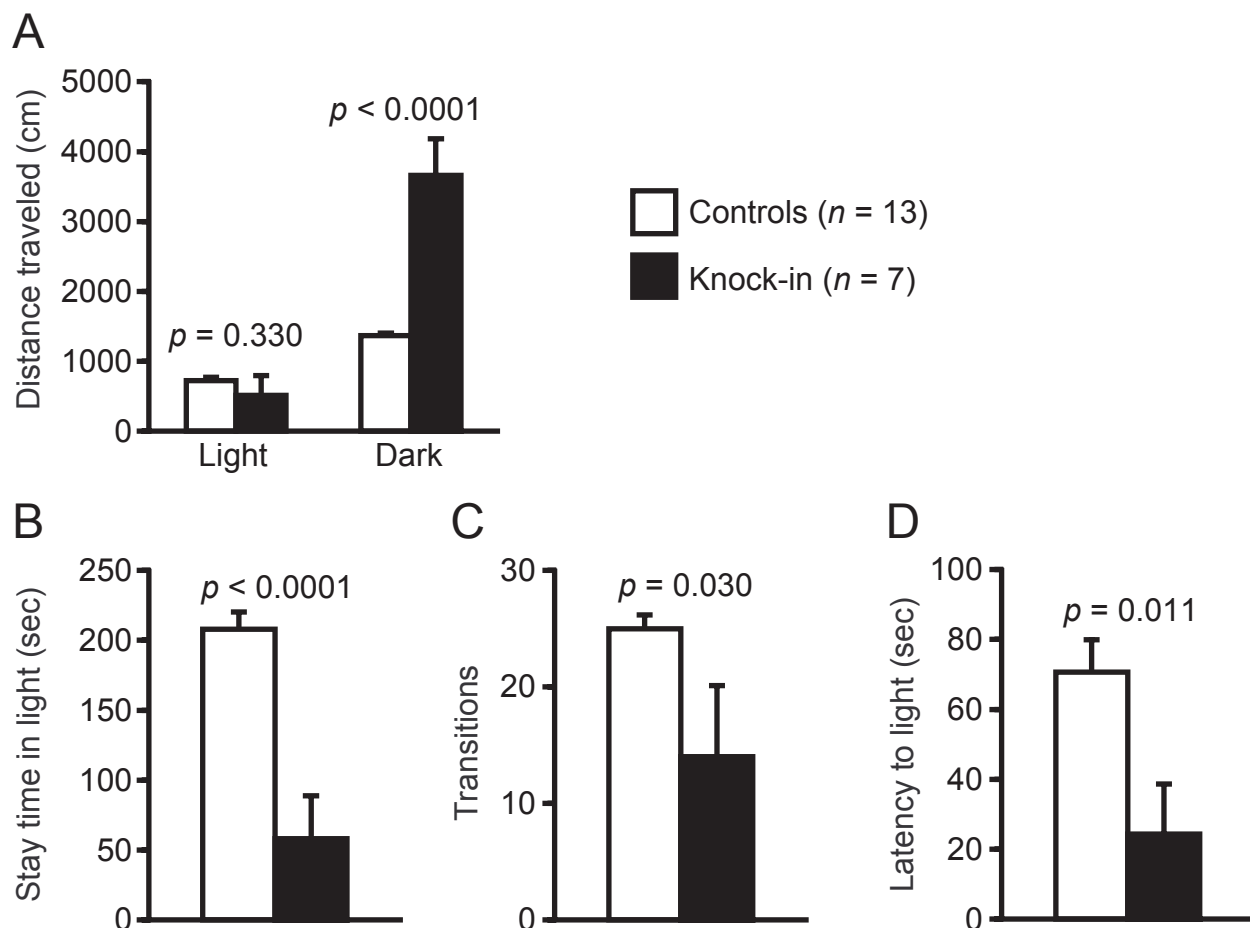 A
Distance traveled (cm)
5000
4000
3000
2000
1000
0
p < 0.0001
p = 0.330
Light
Dark
Controls (n = 13)
Knock-in (n = 7)
B
Stay time in light (sec)
250
200
150
100
50
0
p < 0.0001
C
Transitions
30
20
10
0
p = 0.030
D
Latency to light (sec)
100
80
60
40
20
0
p = 0.011